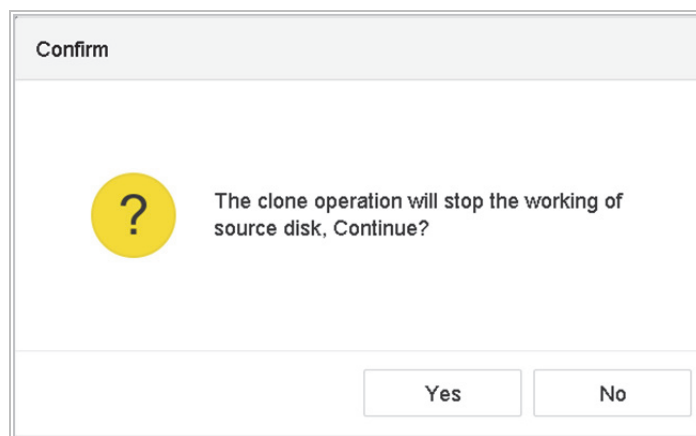 Confirm
?
The clone operation will stop the working of
source disk, Continue?
Yes
No